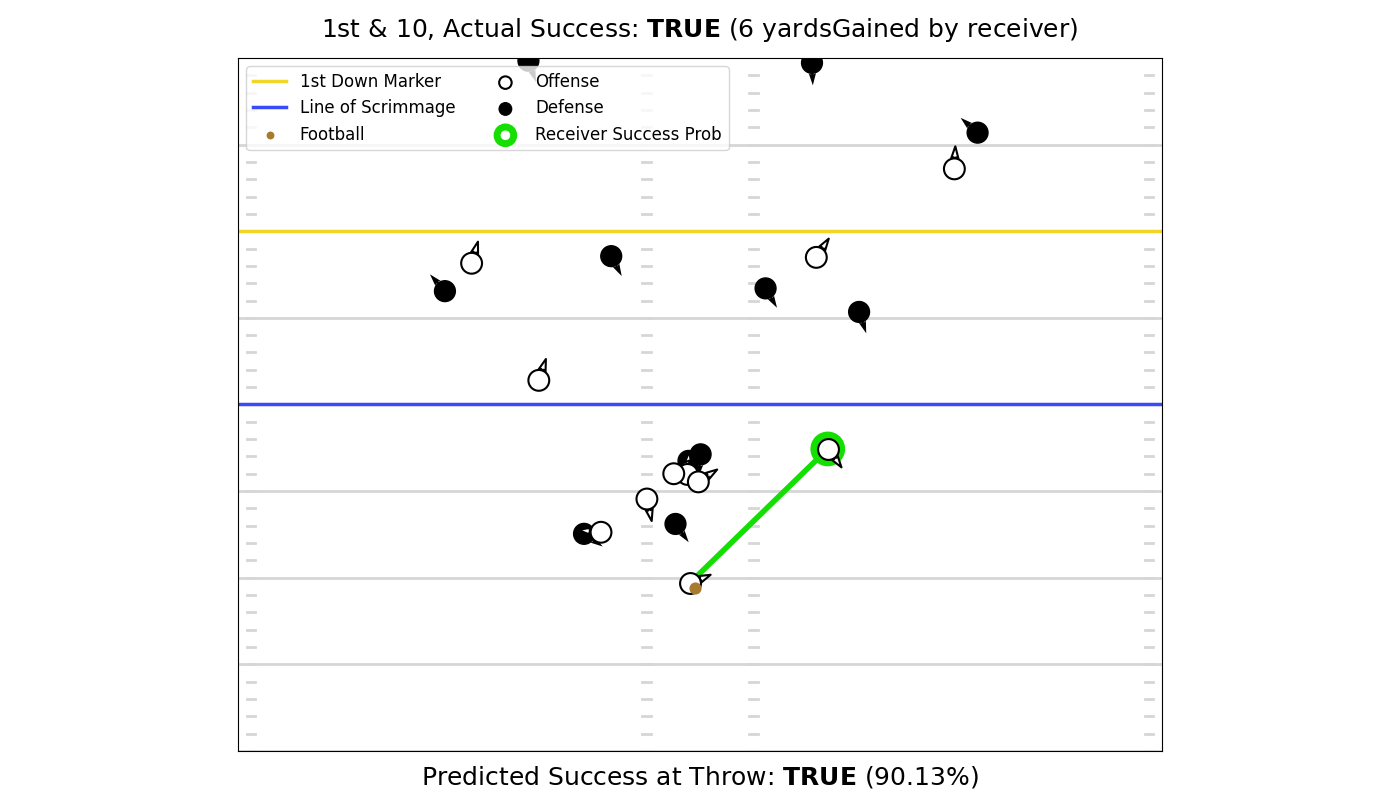 1st & 10, Actual Success: TRUE (6 yardsGained by receiver)
1st Down Marker
Line of Scrimmage
Football
Offense
Defense
Receiver Success Prob
Predicted Success at Throw: TRUE (90.13%)